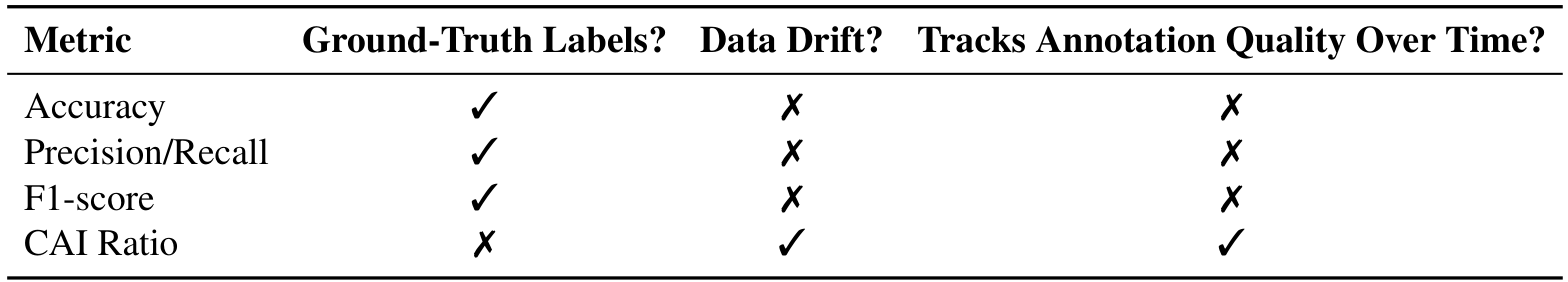 Metric Ground-Truth Labels? Data Drift? Tracks Annotation Quality Over Time?
Accuracy ✓ ✗ ✗
Precision/Recall ✓ ✗ ✗
F1-score ✓ ✗ ✗
CAI Ratio ✗ ✓ ✓